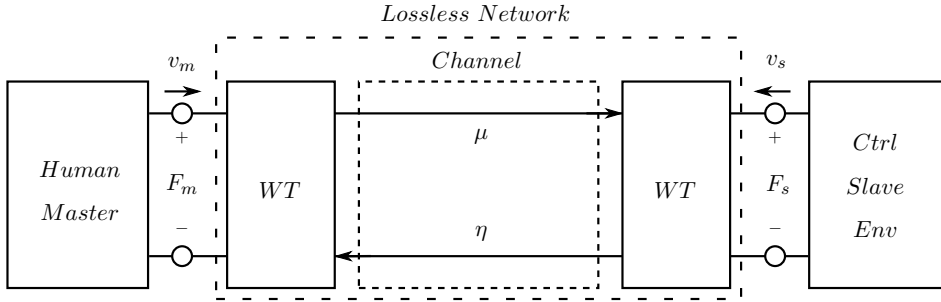 Lossless Network
Channel
v_m
v_s
+
+
μ
Human
Master
F_m
WT
WT
F_s
Ctrl
Slave
Env
−
−
η